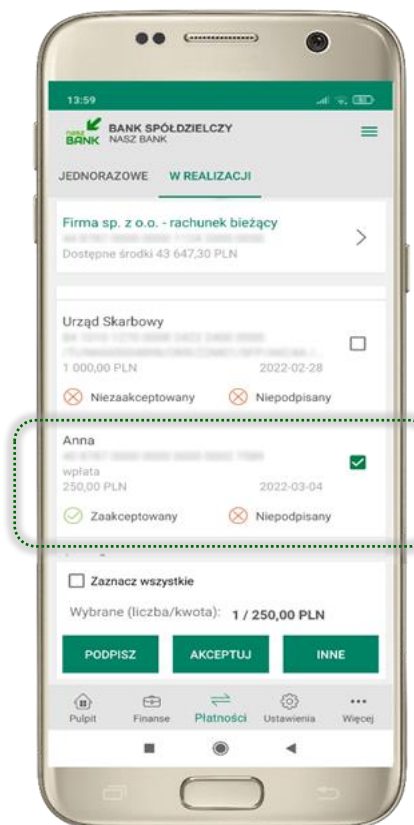 13:59
nasz BANK BANK SPÓŁDZIELCZY
NASZ BANK
JEDNORAZOWE W REALIZACJI
Firma sp. z o.o. - rachunek bieżący
Dostępne środki 43 647,30 PLN
Urząd Skarbowy
1 000,00 PLN 2022-02-28
Niezaakceptowany Niepodpisany
Anna
wpłata
250,00 PLN 2022-03-04
Zaakceptowany Niepodpisany
Zaznacz wszystkie
Wybrane (liczba/kwota): 1 / 250,00 PLN
PODPISZ AKCEPTUJ INNE
Pulpit Finanse Płatności Ustawienia Więcej